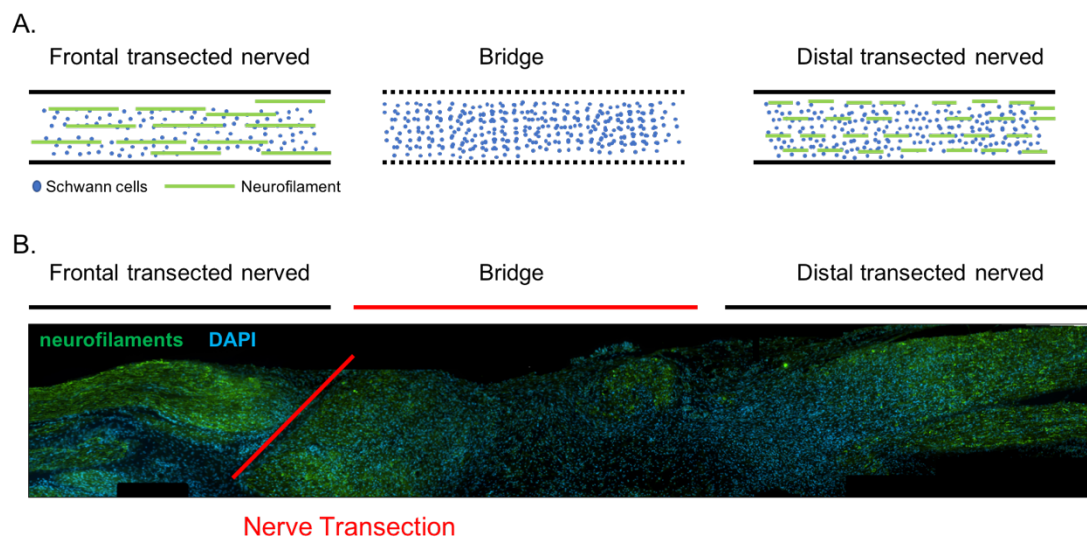 A.
Frontal transected nerved Bridge Distal transected nerved
Schwann cells Neurofilament
B.
Frontal transected nerved Bridge Distal transected nerved
neurofilaments DAPI
Nerve Transection